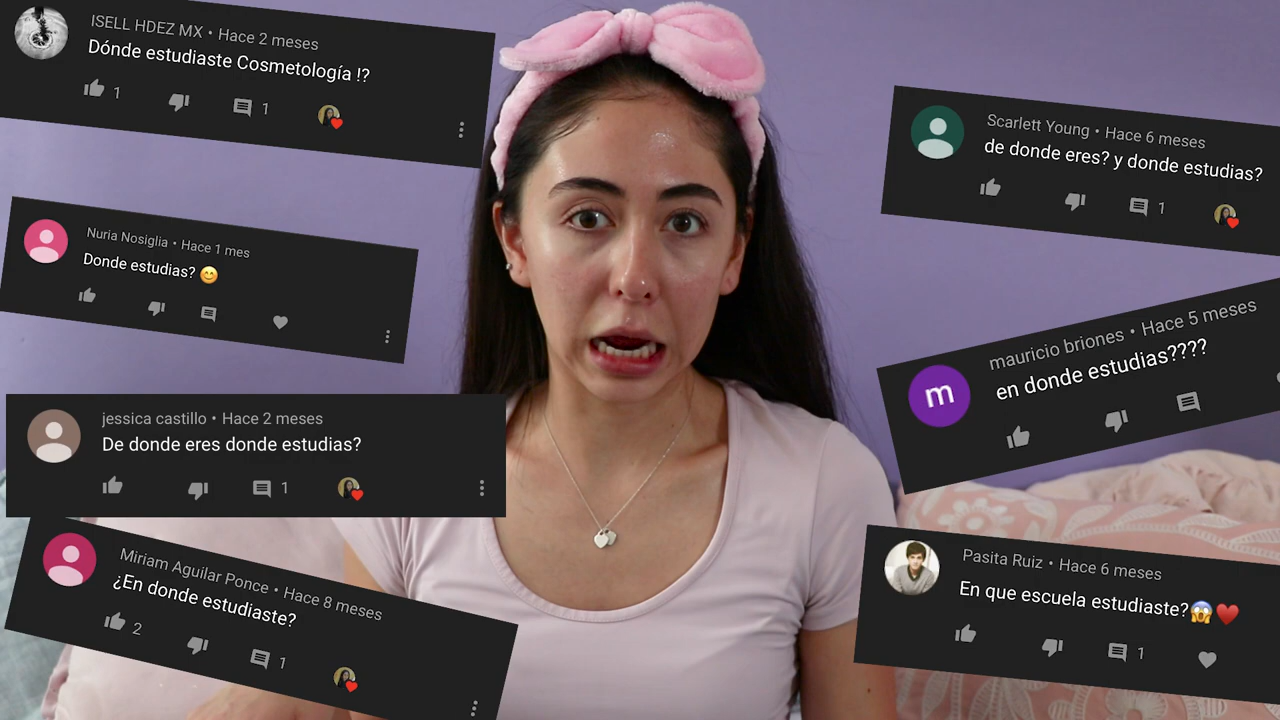 ISELL HDEZ MX • Hace 2 meses
Dónde estudiaste Cosmetología !?
1
1
Nuria Nosiglia • Hace 1 mes
Donde estudias? 😊
jessica castillo • Hace 2 meses
De donde eres donde estudias?
1
Miriam Aguilar Ponce • Hace 8 meses
¿En donde estudiaste?
2
1
Scarlett Young • Hace 6 meses
de donde eres? y donde estudias?
1
m
mauricio briones • Hace 5 meses
en donde estudias????
Pasita Ruiz • Hace 6 meses
En que escuela estudiaste?😱♥️
1